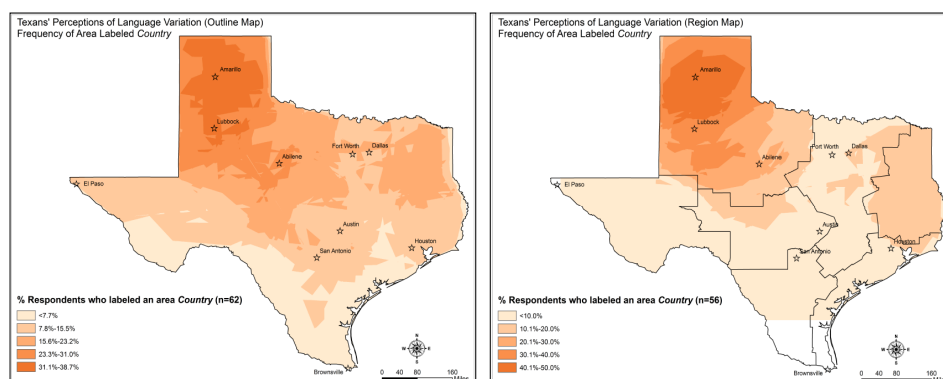 Texans' Perceptions of Language Variation (Outline Map)
Frequency of Area Labeled Country
Amarillo
Lubbock
Abilene
Fort Worth
Dallas
El Paso
Austin
San Antonio
Houston
% Respondents who labeled an area Country (n=62)
<7.7%
7.8%-15.5%
15.6%-23.2%
23.3%-31.0%
31.1%-38.7%
N
W
E
S
Brownsville
0 40 80 160
Miles
Texans' Perceptions of Language Variation (Region Map)
Frequency of Area Labeled Country
Amarillo
Lubbock
Abilene
Fort Worth
Dallas
El Paso
Austin
San Antonio
Houston
% Respondents who labeled an area Country (n=56)
<10.0%
10.1%-20.0%
20.1%-30.0%
30.1%-40.0%
40.1%-50.0%
N
W
E
S
Brownsville
0 40 80